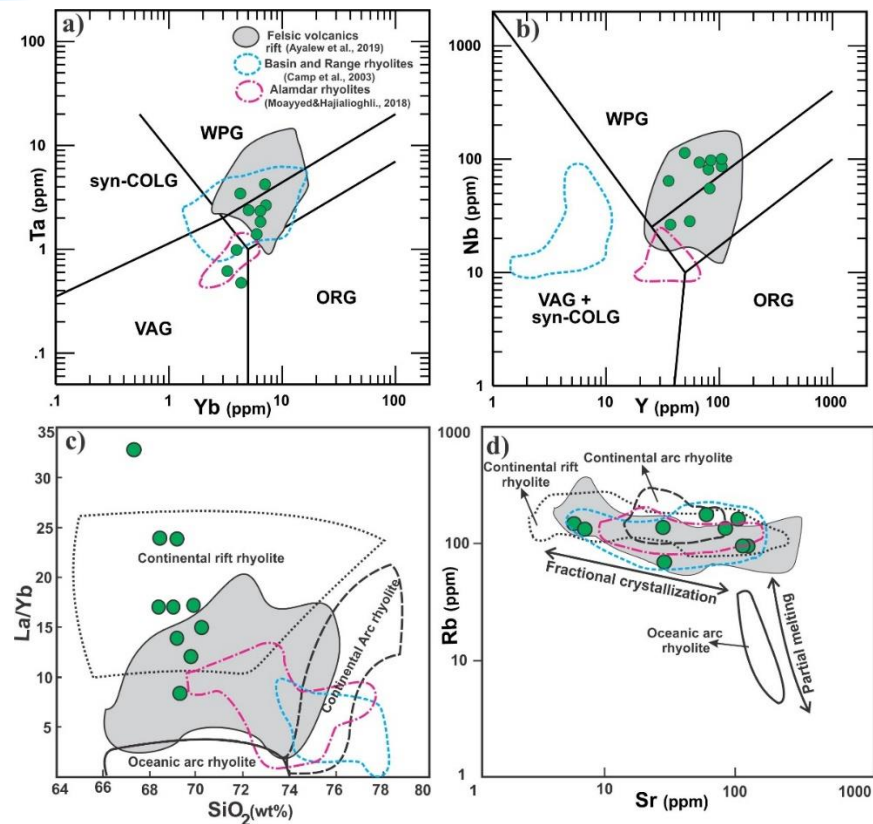 a)
Felsic volcanics
rift (Ayalew et al., 2019)
Basin and Range rhyolites
(Camp et al., 2003)
Alamdar rhyolites
(Moayyed&Hajialioghli., 2018)
100
10
1
.1
Ta (ppm)
WPG
syn-COLG
VAG
ORG
.1
1
10
100
Yb (ppm)
b)
1000
100
10
1
Nb (ppm)
WPG
VAG +
syn-COLG
ORG
1
10
100
1000
Y (ppm)
c)
35
30
25
20
15
10
5
La/Yb
Continental rift rhyolite
Continental Arc rhyolite
Oceanic arc rhyolite
64
66
68
70
72
74
76
78
80
SiO2(wt%)
d)
1000
100
10
1
Rb (ppm)
Continental arc rhyolite
Continental rift
rhyolite
Fractional crystallization
Oceanic arc
rhyolite
Partial melting
1
10
100
1000
Sr (ppm)